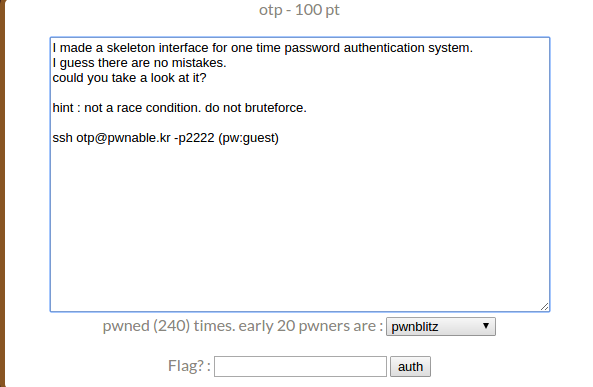 otp - 100 pt
I made a skeleton interface for one time password authentication system.
I guess there are no mistakes.
could you take a look at it?
hint : not a race condition. do not bruteforce.
ssh otp@pwnable.kr -p2222 (pw:guest)
pwned (240) times. early 20 pwners are : pwnblitz
Flag? : auth